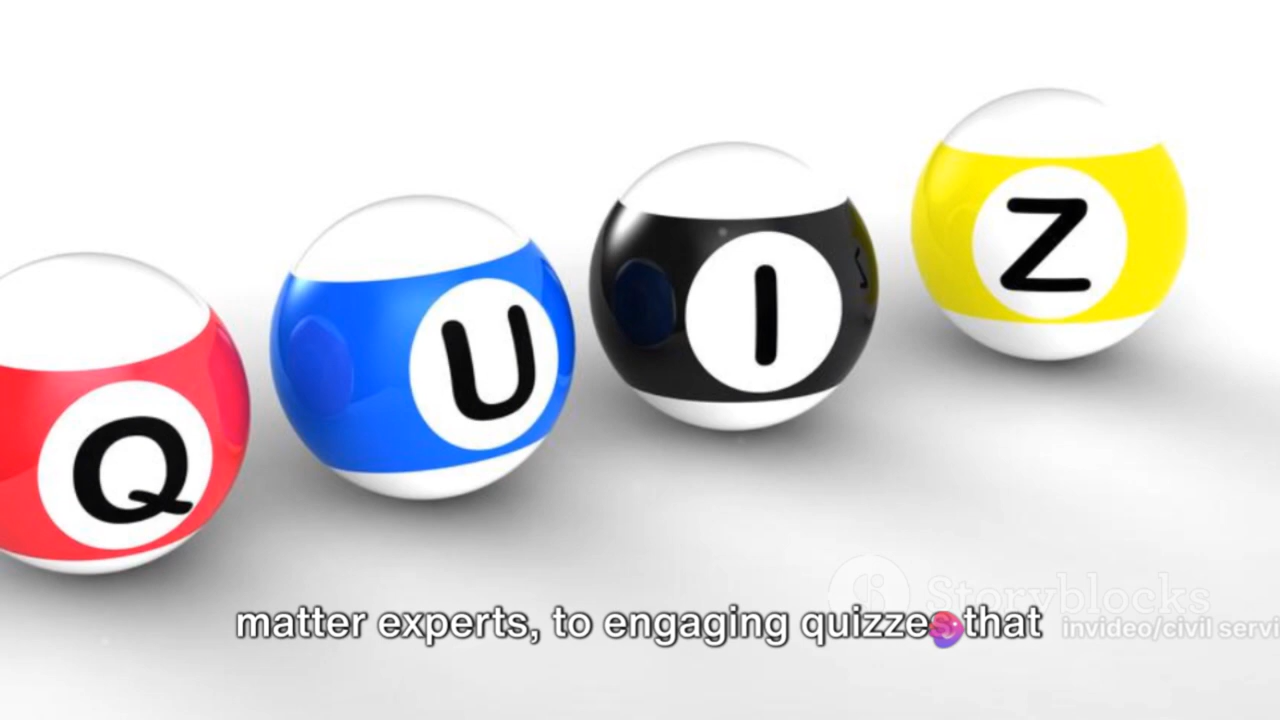 Q U I Z
Storyblocks
matter experts, to engaging quizzes that
invideo/civil servi